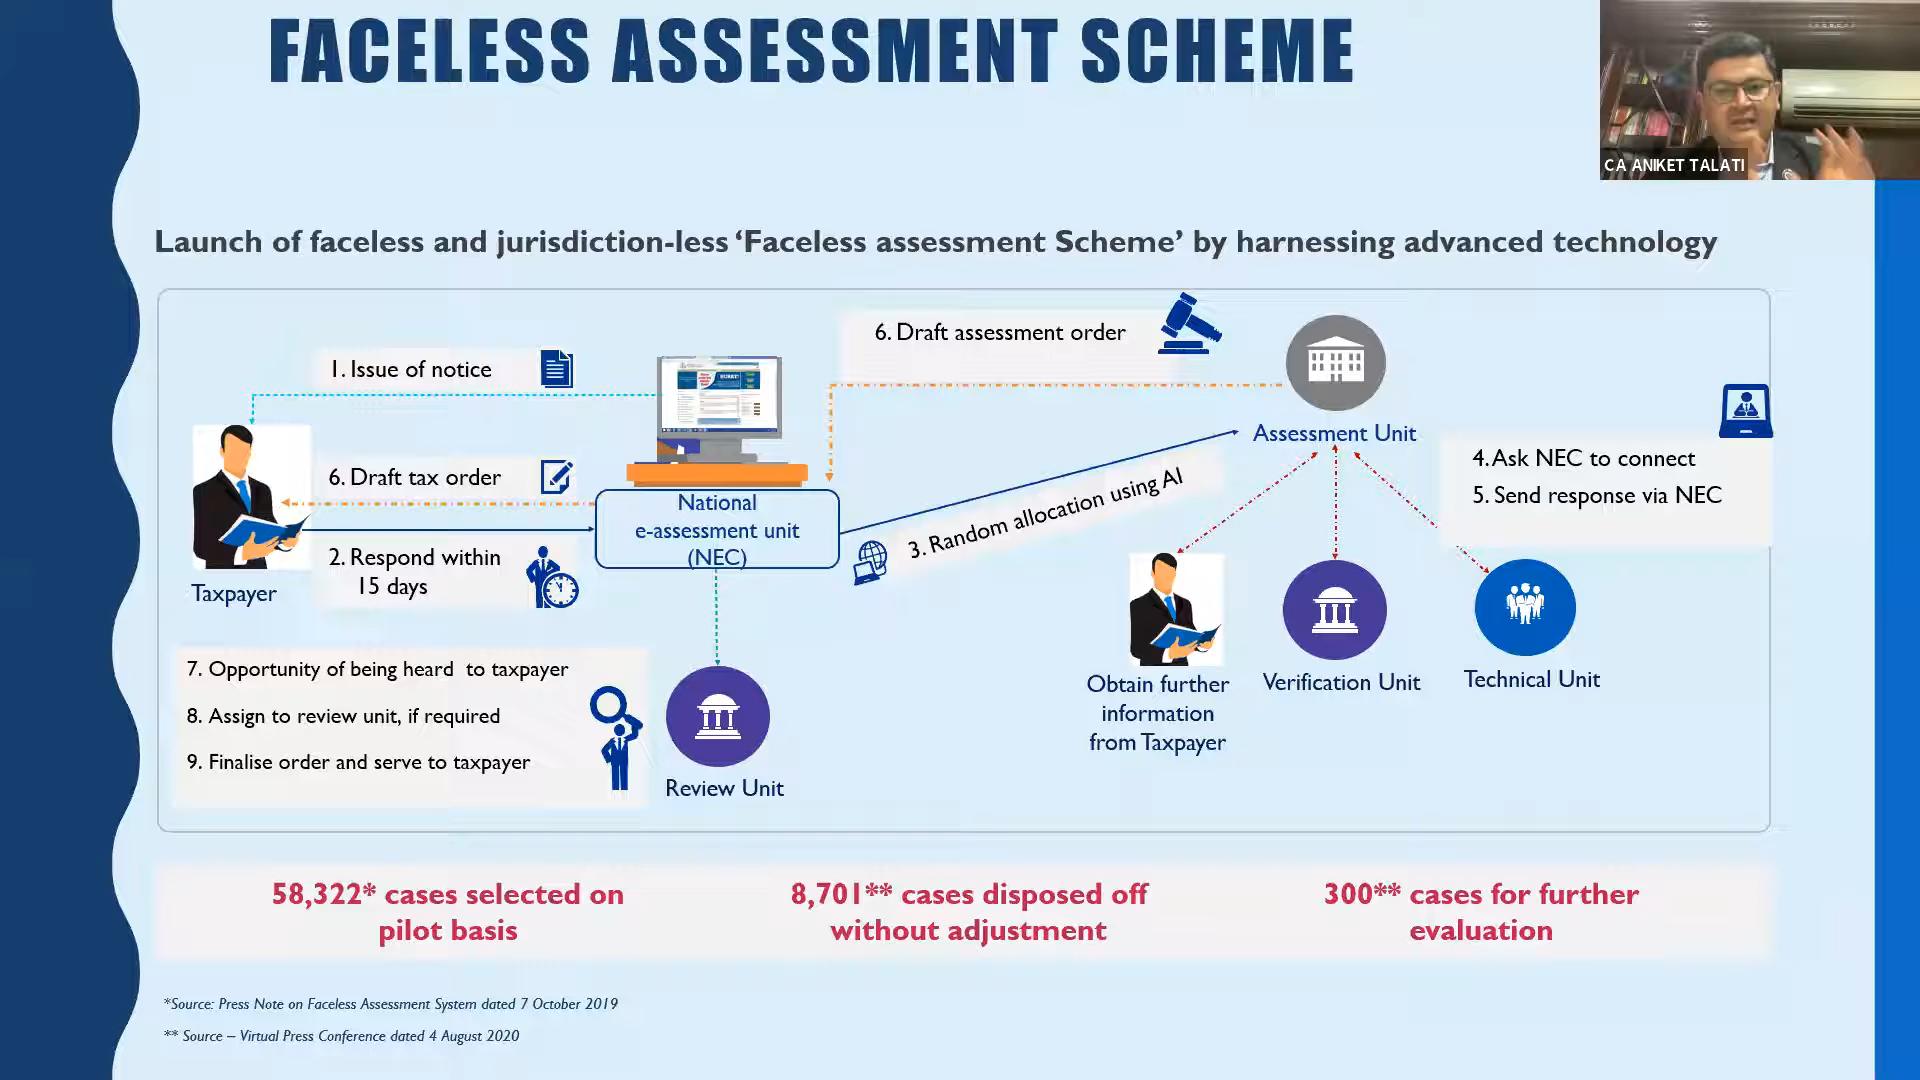 FACELESS ASSESSMENT SCHEME
CA ANIKET TALATI
Launch of faceless and jurisdiction-less ‘Faceless assessment Scheme’ by harnessing advanced technology
1. Issue of notice
6. Draft assessment order
Assessment Unit
4. Ask NEC to connect
5. Send response via NEC
6. Draft tax order
National
e-assessment unit
(NEC)
3. Random allocation using AI
2. Respond within
15 days
Taxpayer
7. Opportunity of being heard to taxpayer
8. Assign to review unit, if required
9. Finalise order and serve to taxpayer
Review Unit
Obtain further
information
from Taxpayer
Verification Unit
Technical Unit
58,322* cases selected on
pilot basis
8,701** cases disposed off
without adjustment
300** cases for further
evaluation
*Source: Press Note on Faceless Assessment System dated 7 October 2019
** Source – Virtual Press Conference dated 4 August 2020